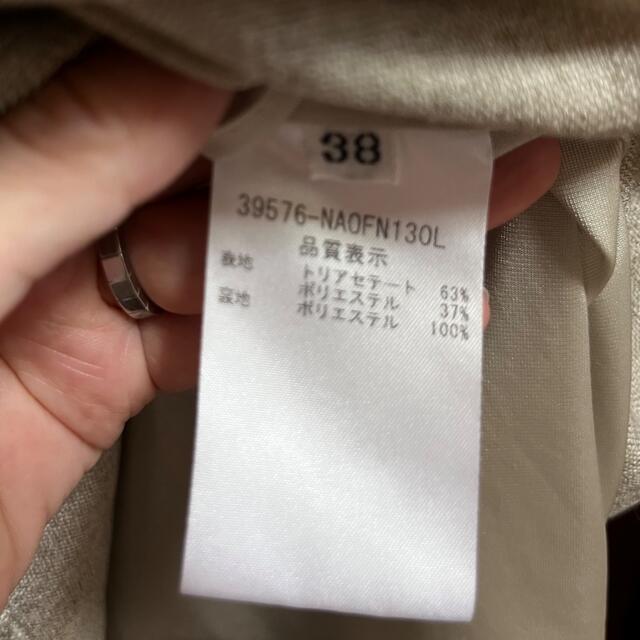 38
39576-NAOFN130L
品質表示
表地 トリアセテート 63%
ポリエステル 37%
裏地 ポリエステル 100%